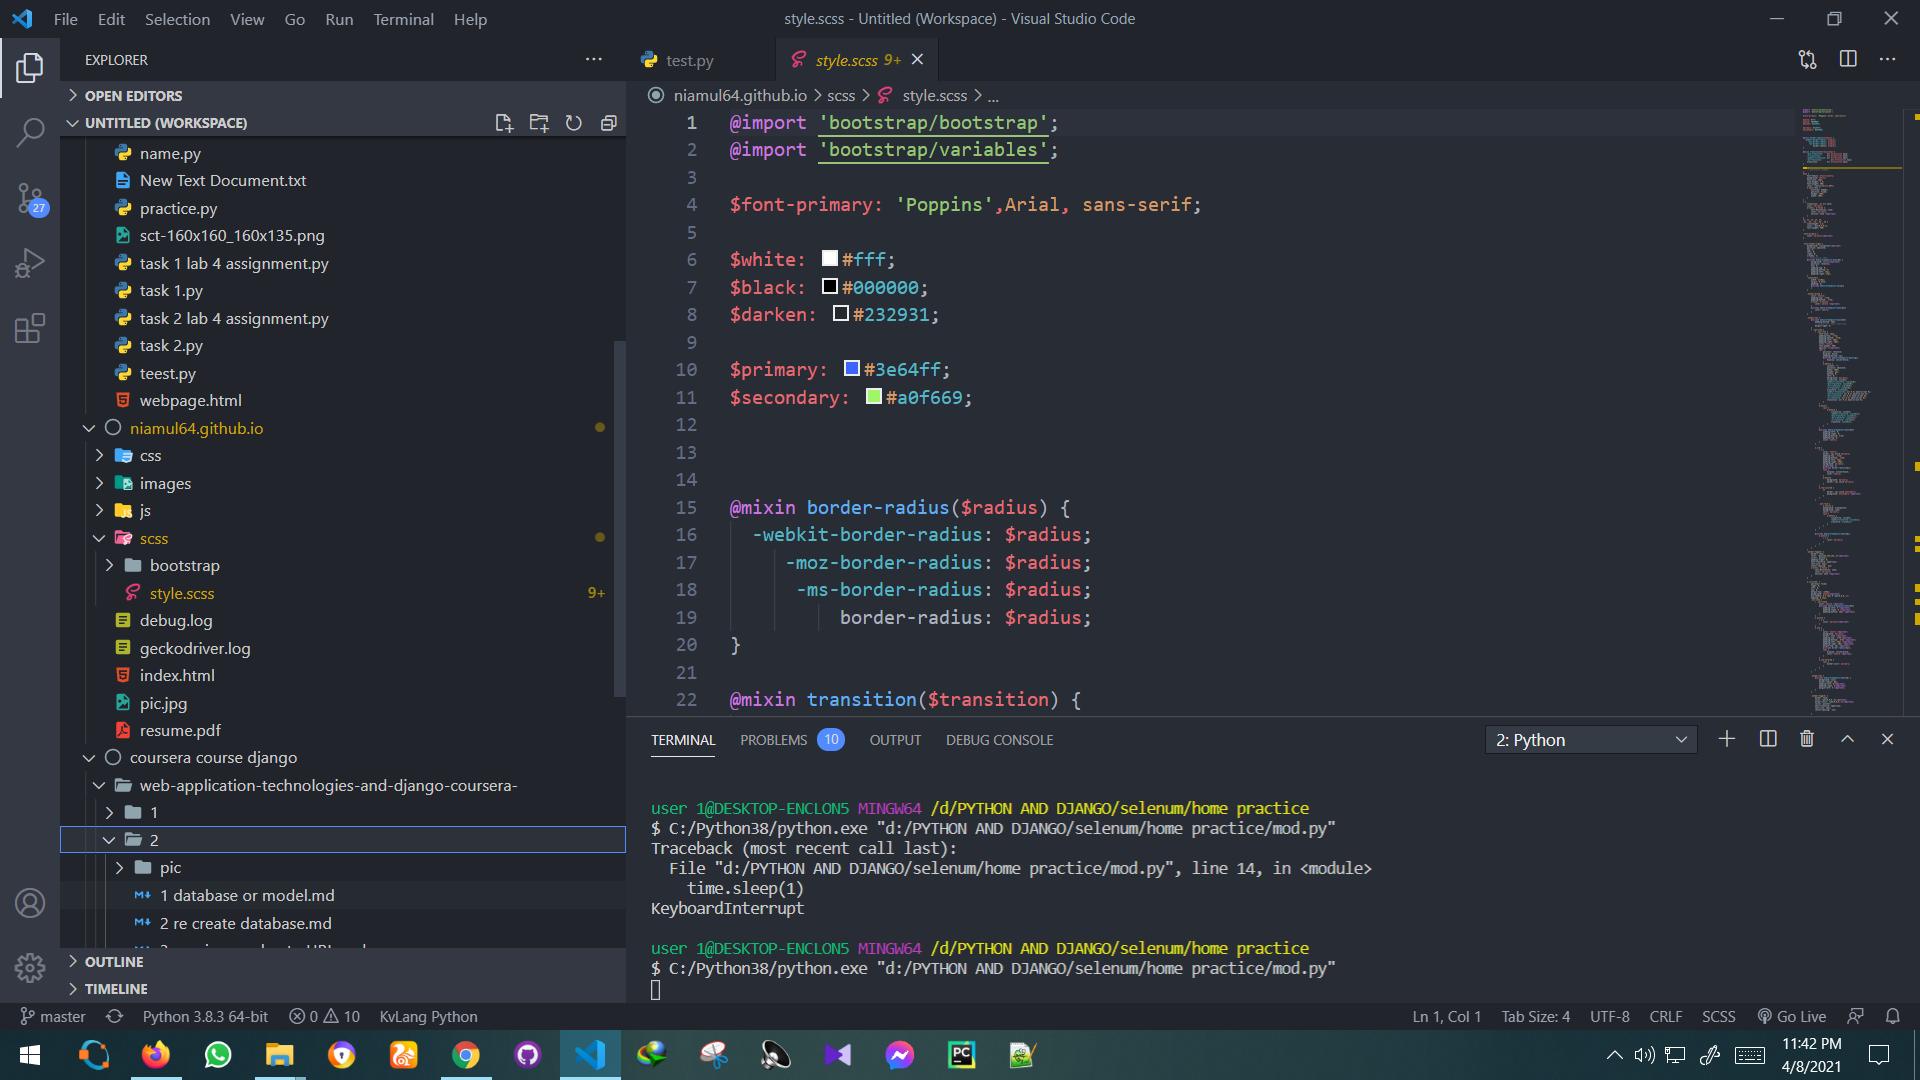 File Edit Selection View Go Run Terminal Help
style.scss - Untitled (Workspace) - Visual Studio Code
EXPLORER
OPEN EDITORS
UNTITLED (WORKSPACE)
name.py
New Text Document.txt
practice.py
sct-160x160_160x135.png
task 1 lab 4 assignment.py
task 1.py
task 2 lab 4 assignment.py
task 2.py
teest.py
webpage.html
niamul64.github.io
css
images
js
scss
bootstrap
style.scss 9+
debug.log
geckodriver.log
index.html
pic.jpg
resume.pdf
coursera course django
web-application-technologies-and-django-coursera-
1
2
pic
1 database or model.md
2 re create database.md
OUTLINE
TIMELINE
27
test.py
style.scss 9+
niamul64.github.io > scss > style.scss > ...
1 @import 'bootstrap/bootstrap';
2 @import 'bootstrap/variables';
3
4 $font-primary: 'Poppins',Arial, sans-serif;
5
6 $white: #fff;
7 $black: #000000;
8 $darken: #232931;
9
10 $primary: #3e64ff;
11 $secondary: #a0f669;
12
13
14
15 @mixin border-radius($radius) {
16 -webkit-border-radius: $radius;
17 -moz-border-radius: $radius;
18 -ms-border-radius: $radius;
19 border-radius: $radius;
20 }
21
22 @mixin transition($transition) {
TERMINAL PROBLEMS 10 OUTPUT DEBUG CONSOLE
2: Python
user 1@DESKTOP-ENCLON5 MINGW64 /d/PYTHON AND DJANGO/selenum/home practice
$ C:/Python38/python.exe "d:/PYTHON AND DJANGO/selenum/home practice/mod.py"
Traceback (most recent call last):
File "d:/PYTHON AND DJANGO/selenum/home practice/mod.py", line 14, in <module>
time.sleep(1)
KeyboardInterrupt
user 1@DESKTOP-ENCLON5 MINGW64 /d/PYTHON AND DJANGO/selenum/home practice
$ C:/Python38/python.exe "d:/PYTHON AND DJANGO/selenum/home practice/mod.py"
master Python 3.8.3 64-bit 0 10 KvLang Python
Ln 1, Col 1 Tab Size: 4 UTF-8 CRLF SCSS Go Live
11:42 PM
4/8/2021